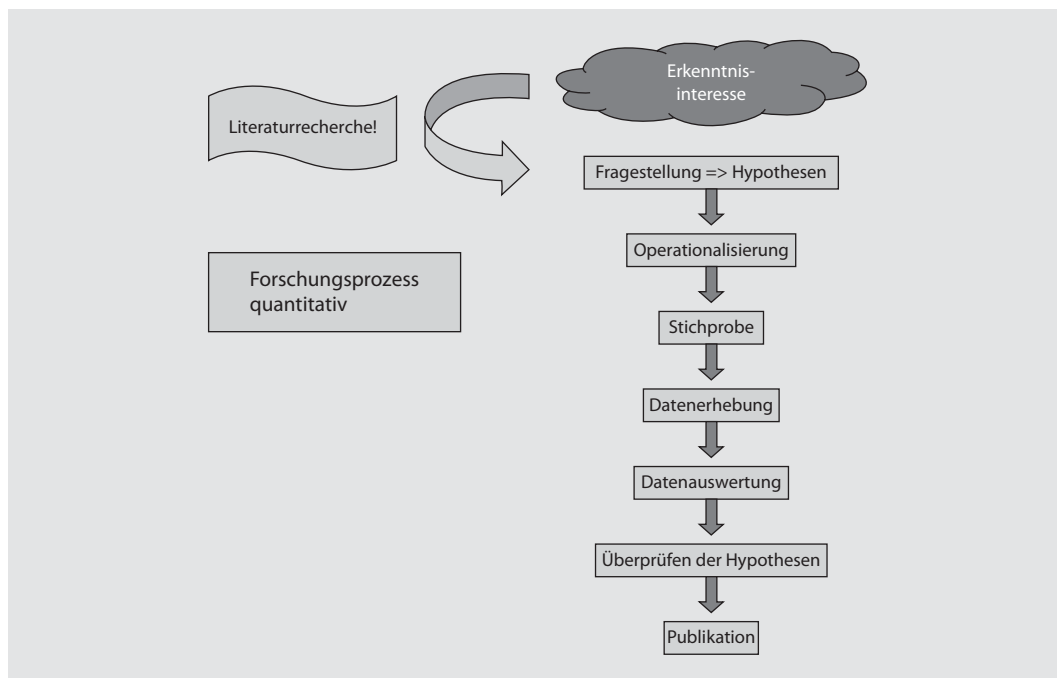 Erkenntnis-
interesse
Literaturrecherche!
Fragestellung => Hypothesen
Operationalisierung
Forschungsprozess
quantitativ
Stichprobe
Datenerhebung
Datenauswertung
Überprüfen der Hypothesen
Publikation